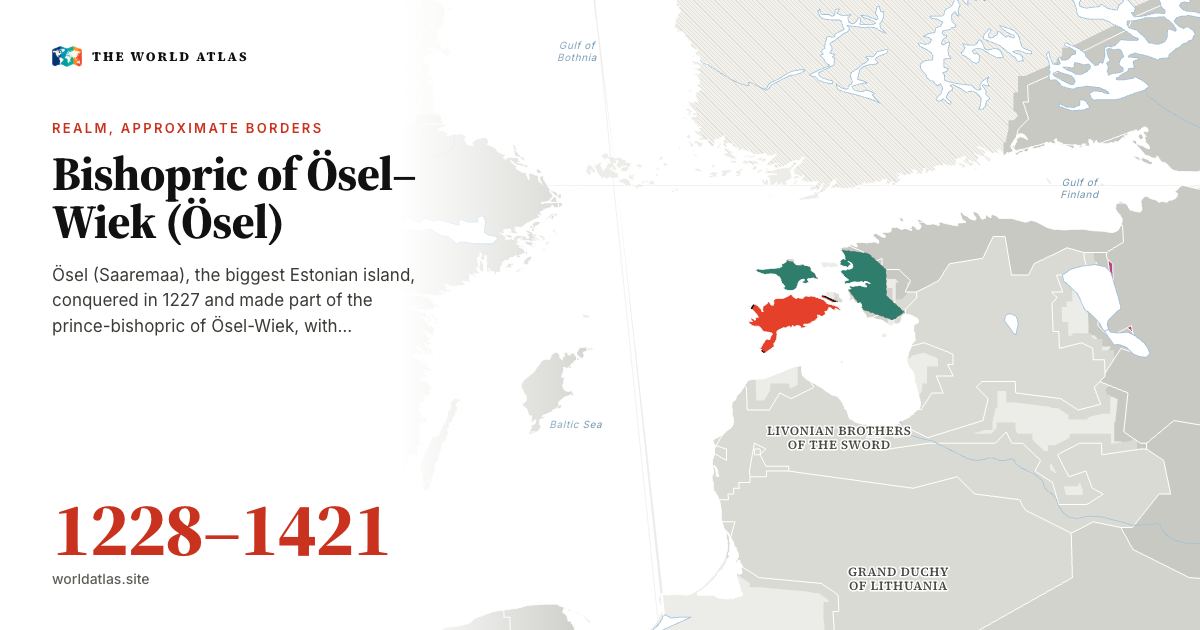 THE WORLD ATLAS
REALM, APPROXIMATE BORDERS
Bishopric of Ösel–
Wiek (Ösel)
Ösel (Saaremaa), the biggest Estonian island,
conquered in 1227 and made part of the
prince-bishopric of Ösel-Wiek, with...
1228–1421
worldatlas.site
Gulf of
Bothnia
Gulf of
Finland
Baltic Sea
LIVONIAN BROTHERS
OF THE SWORD
GRAND DUCHY
OF LITHUANIA